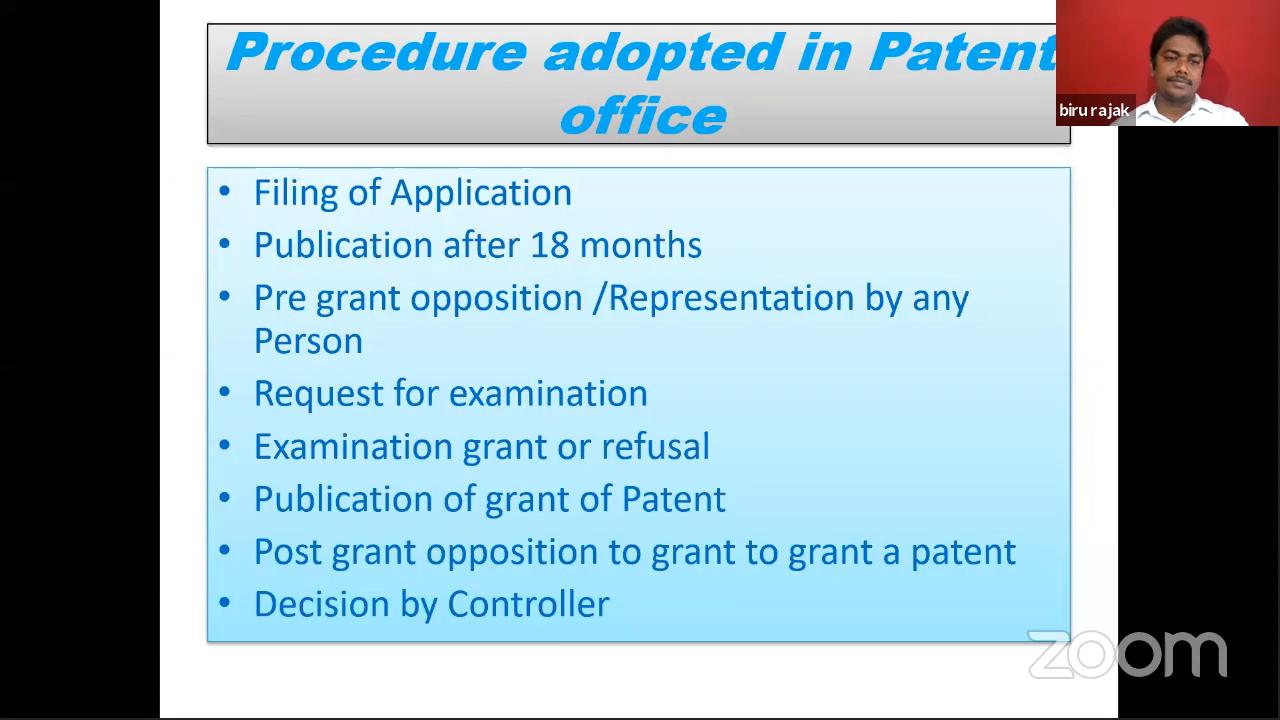 Procedure adopted in Patent
office
biru rajak
• Filing of Application
• Publication after 18 months
• Pre grant opposition /Representation by any
Person
• Request for examination
• Examination grant or refusal
• Publication of grant of Patent
• Post grant opposition to grant to grant a patent
• Decision by Controller
zoom